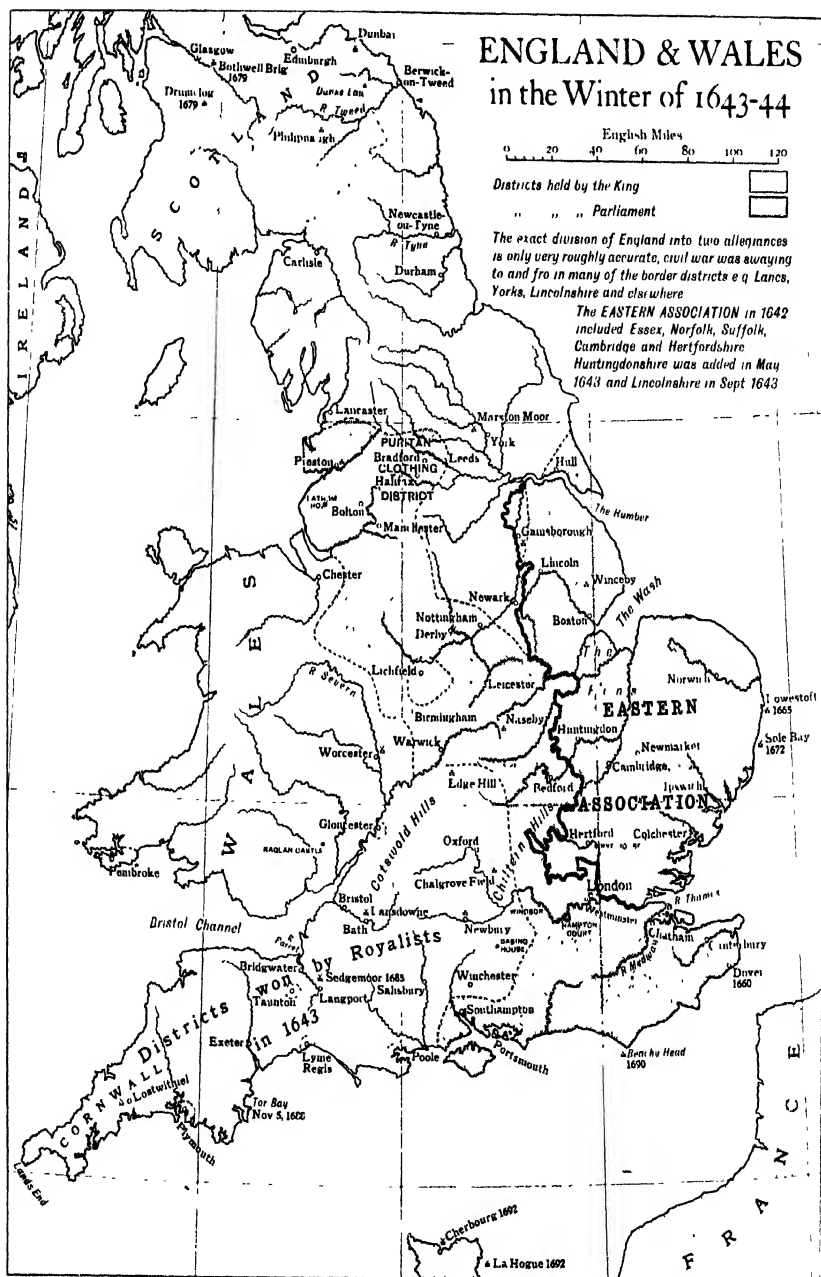 ENGLAND & WALES
in the Winter of 1643-44
English Miles
0 20 40 60 80 100 120
Districts held by the King
„ „ „ Parliament
The exact division of England into two allegiances
is only very roughly accurate, civil war was swaying
to and fro in many of the border districts e g Lancs,
Yorks, Lincolnshire and elsewhere
The EASTERN ASSOCIATION in 1642
included Essex, Norfolk, Suffolk,
Cambridge and Hertfordshire
Huntingdonshire was added in May
1643 and Lincolnshire in Sept 1643
Glasgow
Bothwell Brig
1679
Edinburgh
Dunbar
Drumclog
1679
Berwick-
on-Tweed
R Tweed
Philiphaugh
SCOTLAND
IRELAND
Newcastle-
on-Tyne
R Tyne
Carlisle
Durham
Lancaster
Marston Moor
York
PURITAN
CLOTHING
DISTRICT
Preston
Bradford
Leeds
Halifax
Hull
LATHOM
HO.
Bolton
Manchester
The Humber
Gainsborough
Lincoln
Winceby
Chester
Newark
Boston
The Wash
Nottingham
Derby
The
Fens
Lichfield
Leicester
Norwich
R Severn
WALES
EASTERN
ASSOCIATION
Lowestoft
1665
Birmingham
Naseby
Huntingdon
Sole Bay
1672
Worcester
Warwick
Newmarket
Cambridge
Edge Hill
Bedford
Ipswich
Gloucester
Cotswold Hills
Chiltern Hills
Hertford
Colchester
RAGLAN CASTLE
Oxford
Pembroke
Chalgrove Field
London
R Thames
Bristol Channel
Bristol
Lansdowne
Bath
Newbury
WINDSOR
Westminster
HAMPTON
COURT
Chatham
Canterbury
R Medway
BASING
HOUSE
Dover
1660
R
Parret
Bridgwater
Districts won by Royalists
in 1643
Sedgemoor 1685
Taunton
Langport
Salisbury
Winchester
Southampton
Exeter
Lyme
Regis
Poole
Portsmouth
Beachy Head
1690
CORNWALL
Lostwithiel
Plymouth
Tor Bay
Nov 5, 1688
Lands End
Cherbourg 1692
La Hogue 1692
FRANCE